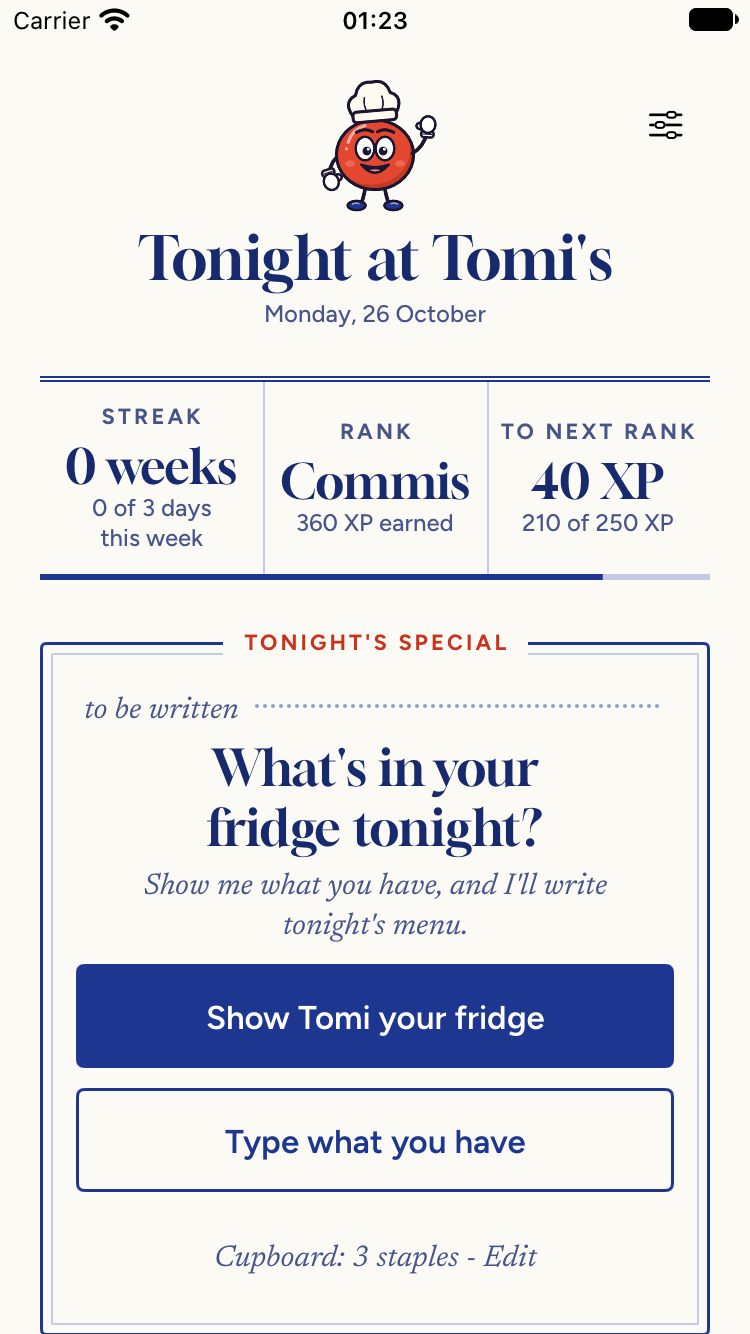 Carrier
01:23
Tonight at Tomi's
Monday, 26 October
STREAK
0 weeks
0 of 3 days
this week
RANK
Commis
360 XP earned
TO NEXT RANK
40 XP
210 of 250 XP
TONIGHT'S SPECIAL
to be written
What's in your
fridge tonight?
Show me what you have, and I'll write
tonight's menu.
Show Tomi your fridge
Type what you have
Cupboard: 3 staples - Edit